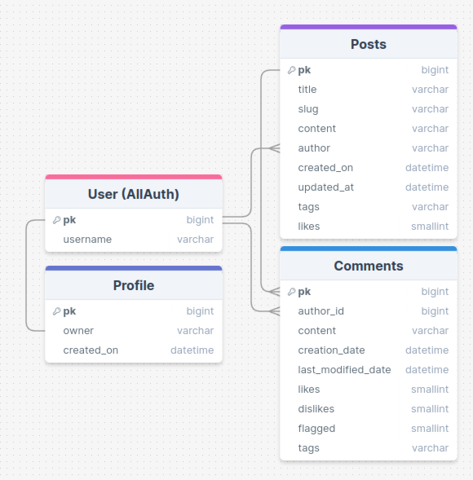 User (AllAuth)
pk bigint
username varchar
Profile
pk bigint
owner varchar
created_on datetime
Posts
pk bigint
title varchar
slug varchar
content varchar
author varchar
created_on datetime
updated_at datetime
tags varchar
likes smallint
Comments
pk bigint
author_id bigint
content varchar
creation_date datetime
last_modified_date datetime
likes smallint
dislikes smallint
flagged smallint
tags varchar